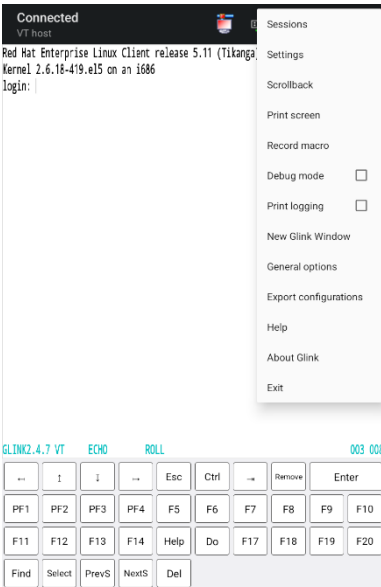 Connected
VT host
Red Hat Enterprise Linux Client release 5.11 (Tikanga)
Kernel 2.6.18-419.el5 on an i686
login:
Sessions
Settings
Scrollback
Print screen
Record macro
Debug mode
Print logging
New Glink Window
General options
Export configurations
Help
About Glink
Exit
GLINK2.4.7 VT ECHO ROLL 003 008
← ↑ ↓ → Esc Ctrl ⇥ Remove Enter
PF1 PF2 PF3 PF4 F5 F6 F7 F8 F9 F10
F11 F12 F13 F14 Help Do F17 F18 F19 F20
Find Select PrevS NextS Del